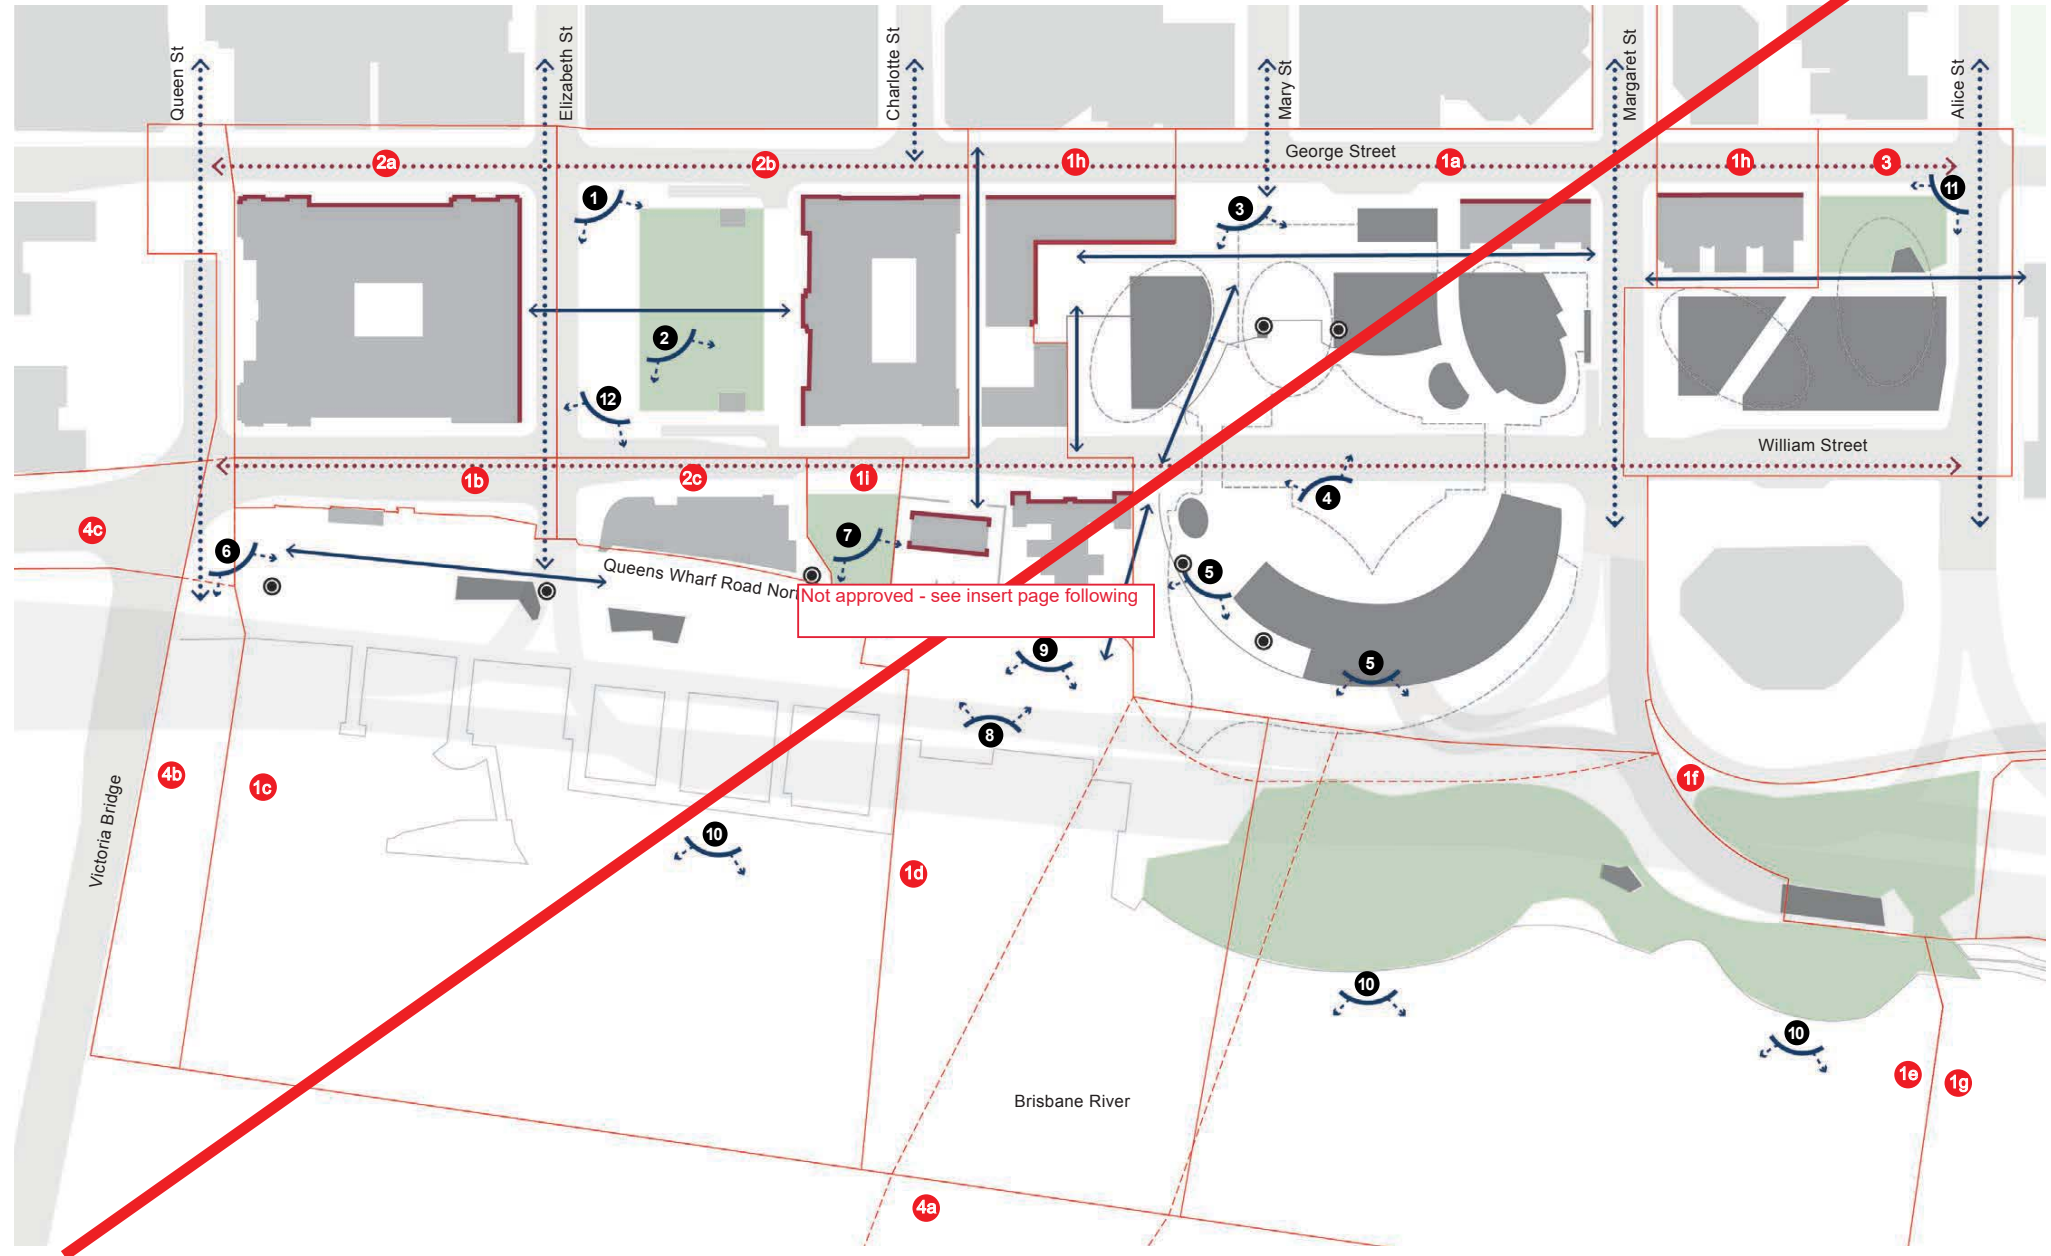 Queen St
Elizabeth St
Charlotte St
Mary St
Margaret St
Alice St
George Street
2a
2b
1h
1a
1h
3
11
1
3
2
12
William Street
1b
2c
1l
4
4c
6
7
5
Queens Wharf Road Nor
Not approved - see insert page following
9
5
8
4b
1c
1f
Victoria Bridge
10
1d
10
10
1e
1g
Brisbane River
4a